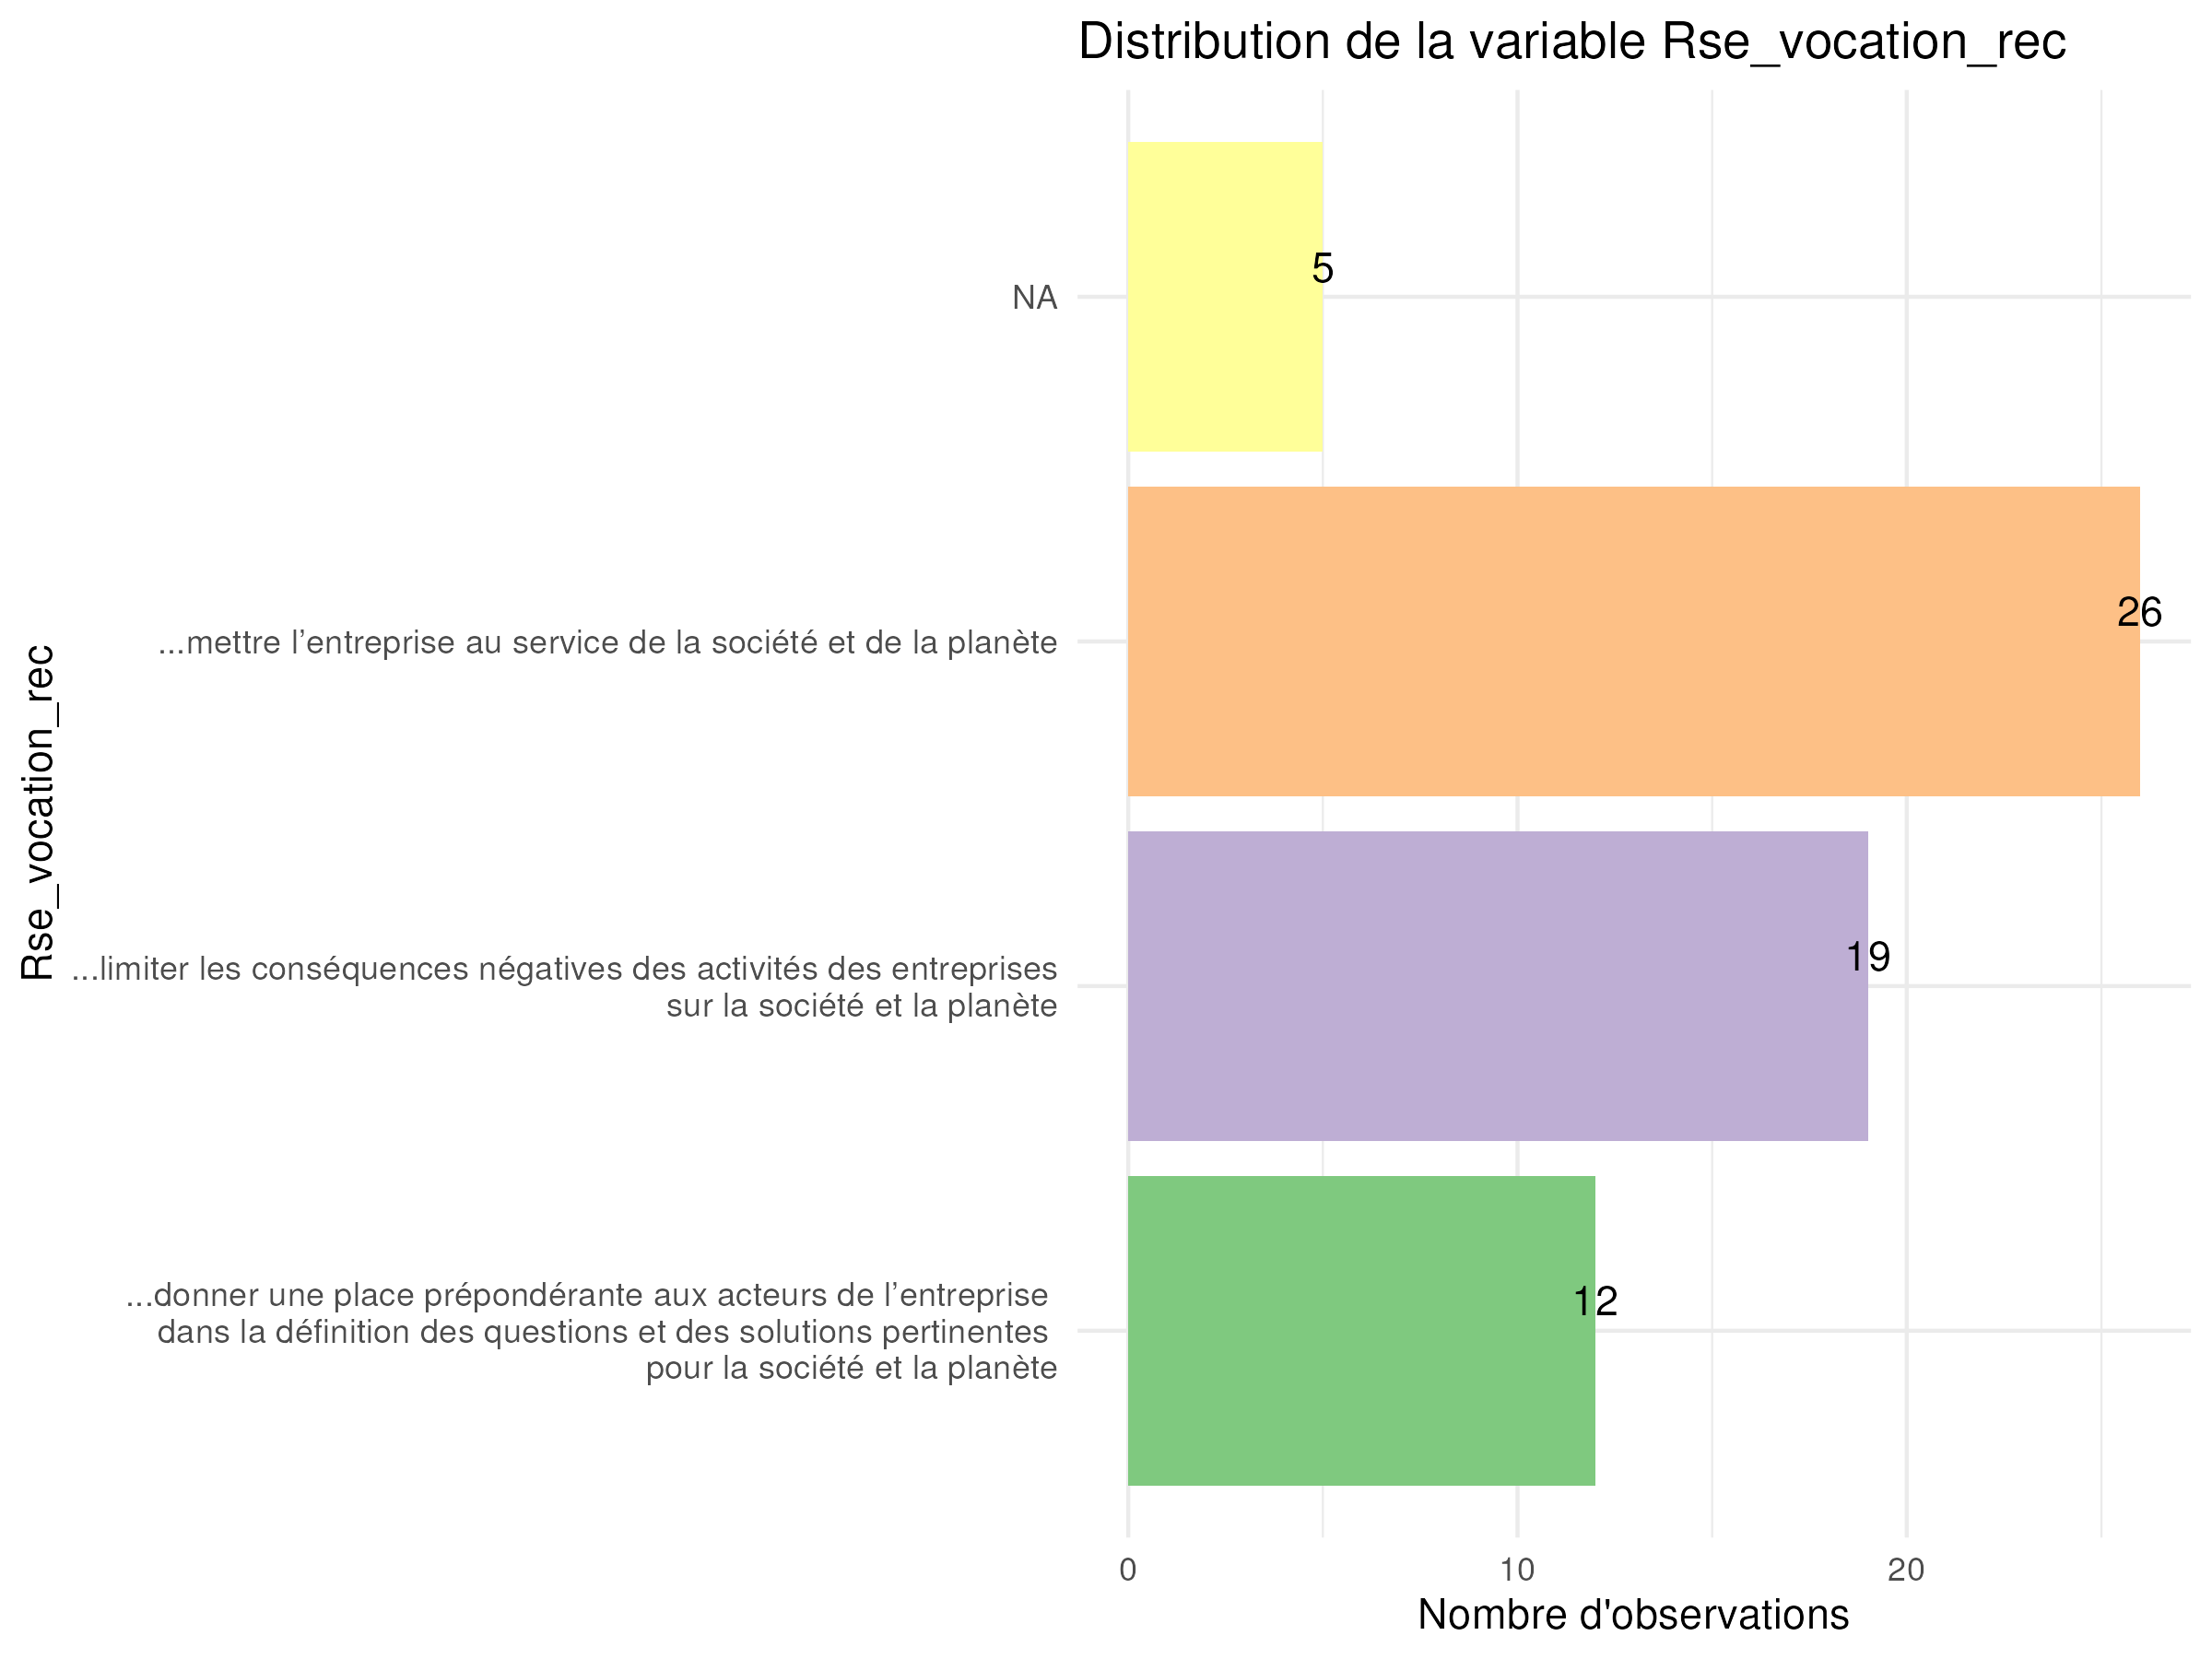 Distribution de la variable Rse_vocation_rec
Rse_vocation_rec
NA
5
...mettre l’entreprise au service de la société et de la planète
26
...limiter les conséquences négatives des activités des entreprises
sur la société et la planète
19
...donner une place prépondérante aux acteurs de l’entreprise
dans la définition des questions et des solutions pertinentes
pour la société et la planète
12
0 10 20
Nombre d'observations